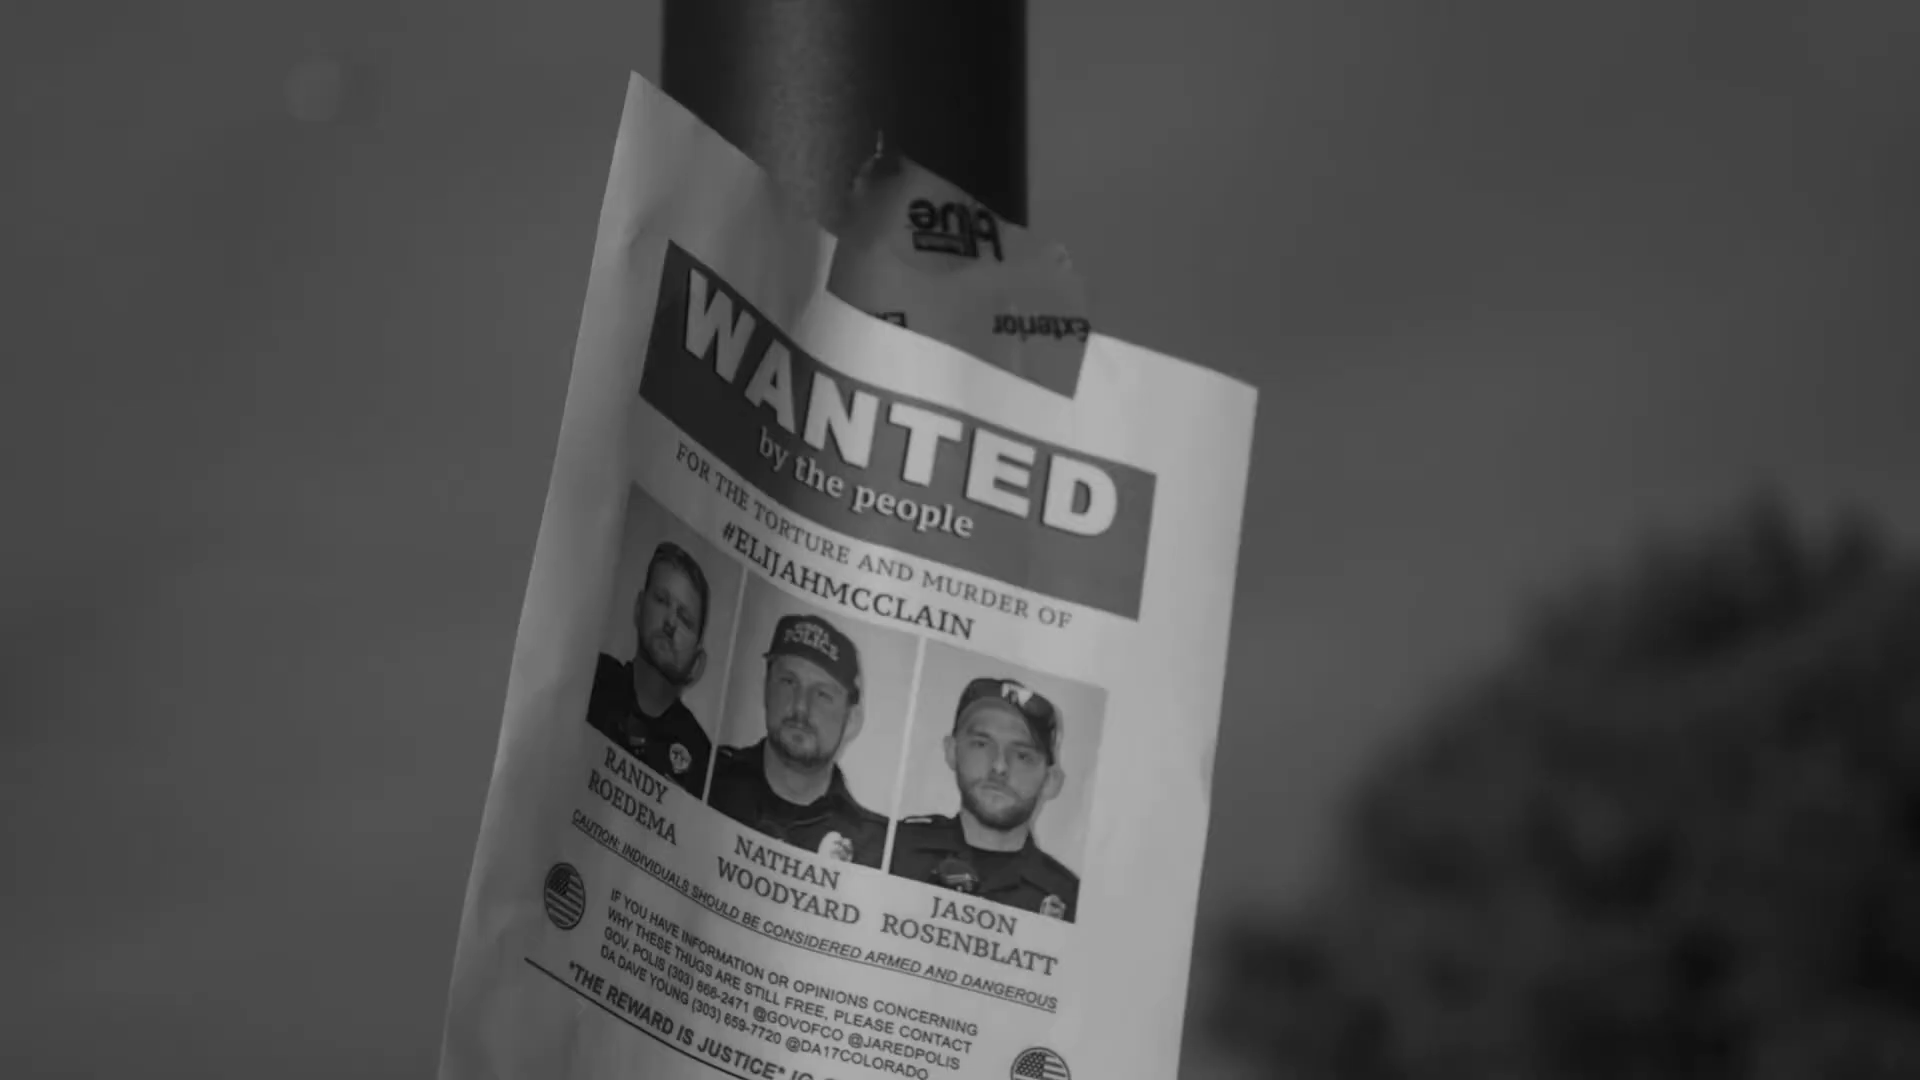 Exterior
WANTED
by the people
FOR THE TORTURE AND MURDER OF
#ELIJAHMCCLAIN
POLICE
RANDY
ROEDEMA
NATHAN
WOODYARD
JASON
ROSENBLATT
CAUTION: INDIVIDUALS SHOULD BE CONSIDERED ARMED AND DANGEROUS
IF YOU HAVE INFORMATION OR OPINIONS CONCERNING
WHY THESE THUGS ARE STILL FREE, PLEASE CONTACT
GOV. POLIS (303) 866-2471 @GOVOFCO @JAREDPOLIS
DA DAVE YOUNG (303) 659-7720 @DA17COLORADO
*THE REWARD IS JUSTICE*